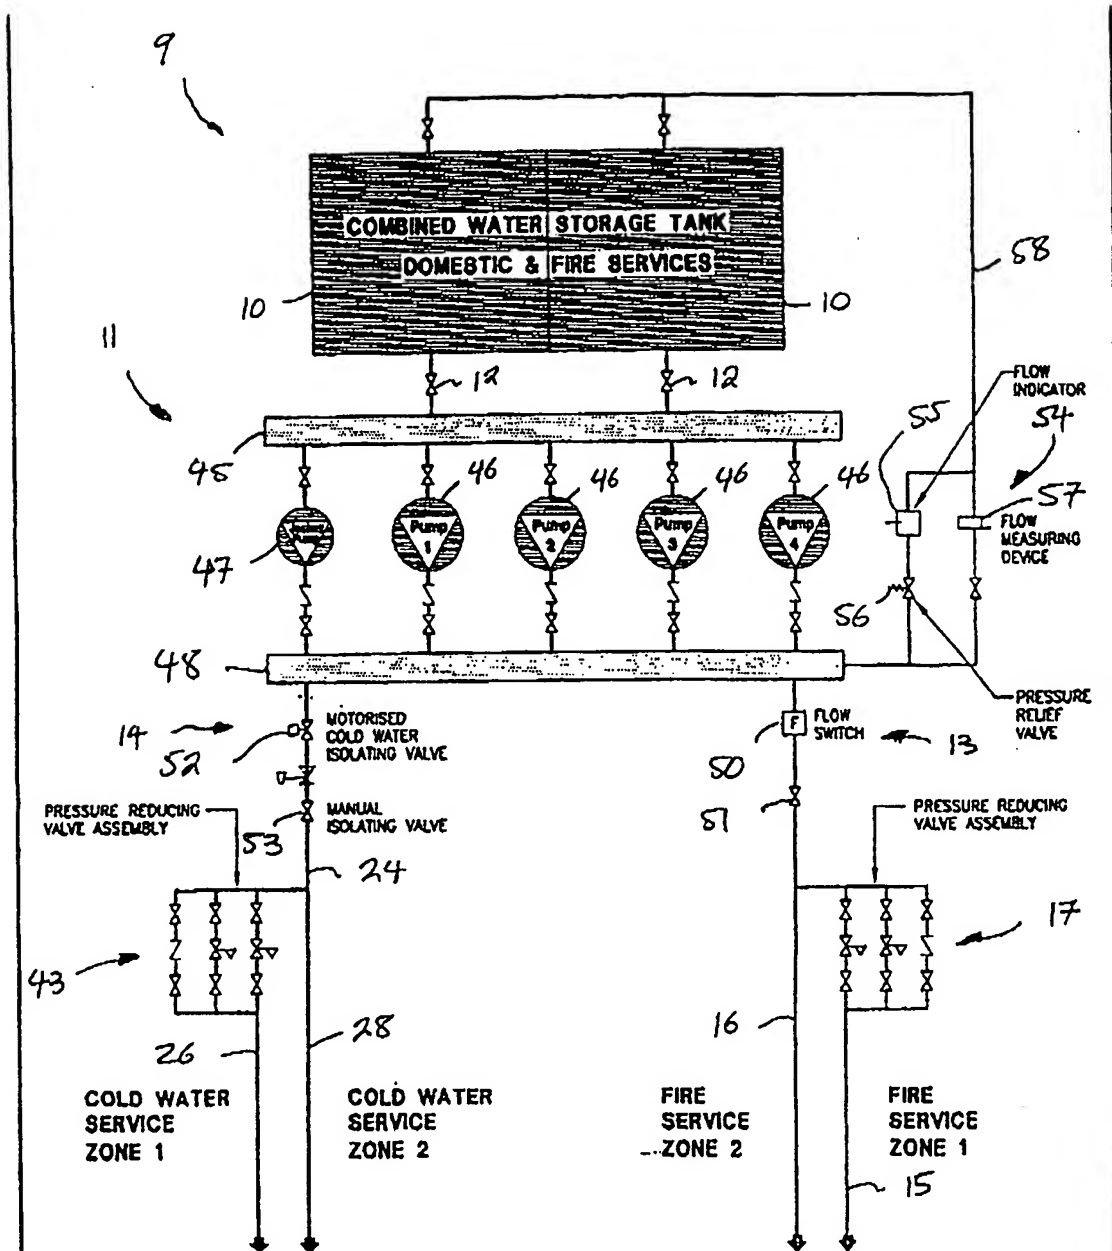 9
COMBINED WATER STORAGE TANK
DOMESTIC & FIRE SERVICES
58
10
10
11
12
12
FLOW
INDICATOR
55
54
45
46
46
46
46
57
Pump
1
Pump
2
Pump
3
Pump
4
Pump
FLOW
MEASURING
DEVICE
47
56
48
PRESSURE
RELIEF
VALVE
14
MOTORISED
COLD WATER
ISOLATING VALVE
52
F
FLOW
SWITCH
13
50
PRESSURE REDUCING
VALVE ASSEMBLY
MANUAL
ISOLATING VALVE
53
51
PRESSURE REDUCING
VALVE ASSEMBLY
24
17
43
28
16
26
COLD WATER
SERVICE
ZONE 1
COLD WATER
SERVICE
ZONE 2
FIRE
SERVICE
ZONE 2
FIRE
SERVICE
ZONE 1
15